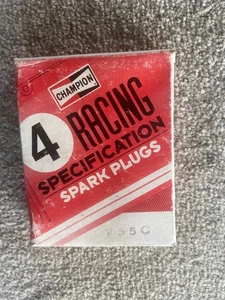 CHAMPION
4 RACING
SPECIFICATION
SPARK PLUGS